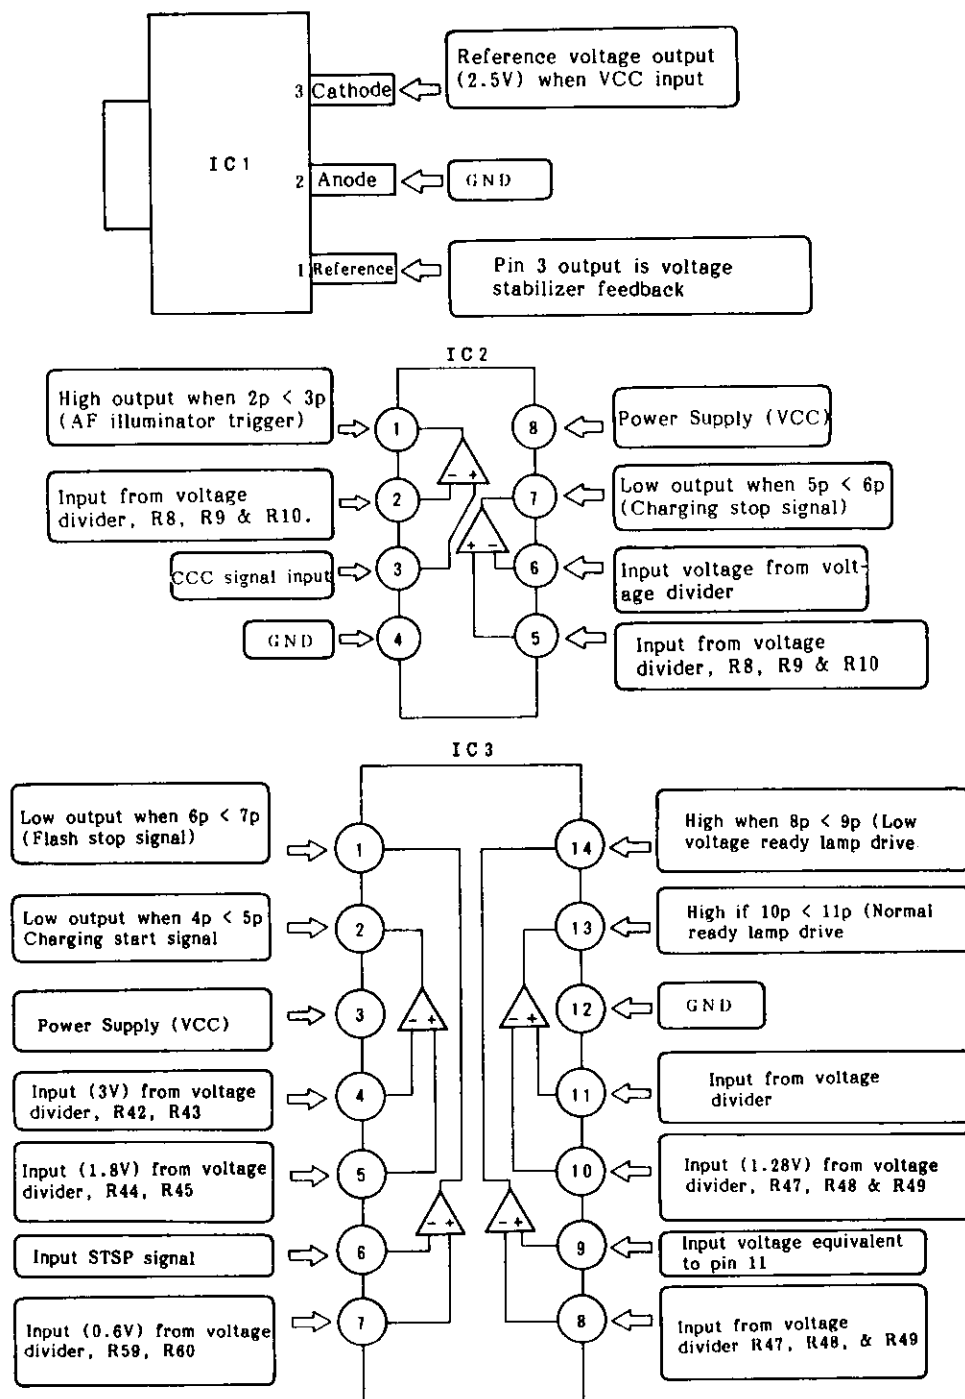 Reference voltage output
(2.5V) when VCC input
3 Cathode
IC1
2 Anode
GND
1 Reference
Pin 3 output is voltage
stabilizer feedback
IC2
High output when 2p < 3p
(AF illuminator trigger)
1
8
Power Supply (VCC)
- +
Input from voltage
divider, R8, R9 & R10.
2
7
Low output when 5p < 6p
(Charging stop signal)
+ -
CCC signal input
3
6
Input voltage from volt-
age divider
GND
4
5
Input from voltage
divider, R8, R9 & R10
IC3
Low output when 6p < 7p
(Flash stop signal)
1
14
High when 8p < 9p (Low
voltage ready lamp drive
Low output when 4p < 5p
Charging start signal
2
13
High if 10p < 11p (Normal
ready lamp drive
Power Supply (VCC)
3
- +
- +
12
GND
Input (3V) from voltage
divider, R42, R43
4
11
Input from voltage
divider
Input (1.8V) from voltage
divider, R44, R45
5
10
Input (1.28V) from voltage
divider, R47, R48 & R49
- +
- +
Input STSP signal
6
9
Input voltage equivalent
to pin 11
Input (0.6V) from voltage
divider, R59, R60
7
8
Input from voltage
divider R47, R48, & R49